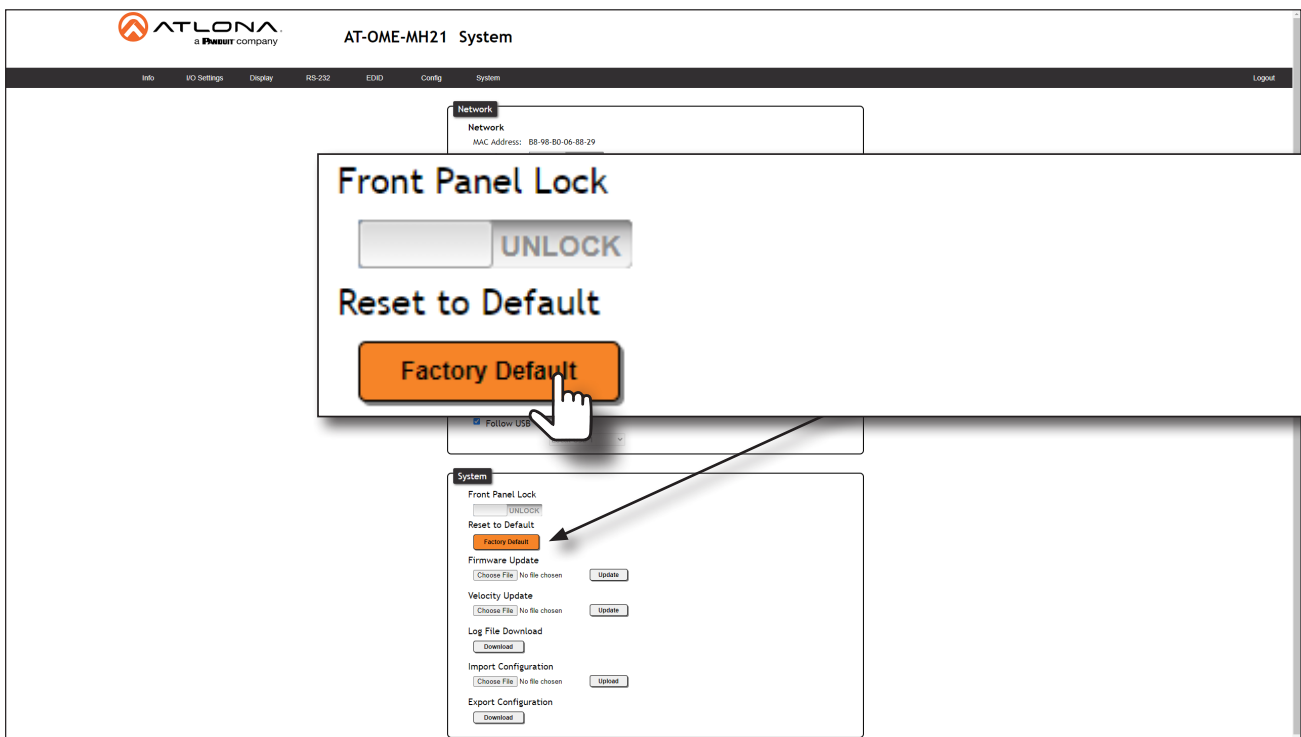 ATLONA.
a PANDUIT company
AT-OME-MH21 System
Info I/O Settings Display RS-232 EDID Config System Logout
Network
Network
MAC Address: B8-98-B0-06-88-29
Front Panel Lock
UNLOCK
Reset to Default
Factory Default
Follow USB
System
Front Panel Lock
UNLOCK
Reset to Default
Factory Default
Firmware Update
Choose File No file chosen Update
Velocity Update
Choose File No file chosen Update
Log File Download
Download
Import Configuration
Choose File No file chosen Upload
Export Configuration
Download